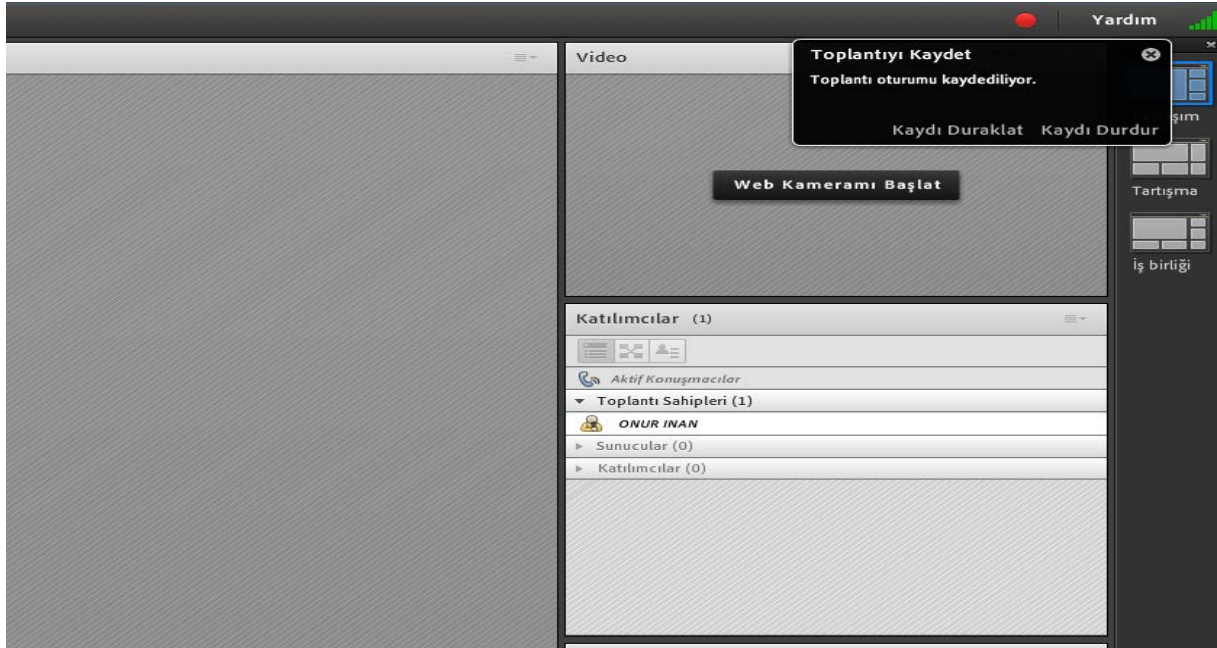 Yardım
Video
Toplantıyı Kaydet
Toplantı oturumu kaydediliyor.
Kaydı Duraklat Kaydı Durdur
Web Kameramı Başlat
Tartışma
İş birliği
Katılımcılar (1)
Aktif Konuşmacılar
Toplantı Sahipleri (1)
ONUR INAN
Sunucular (0)
Katılımcılar (0)